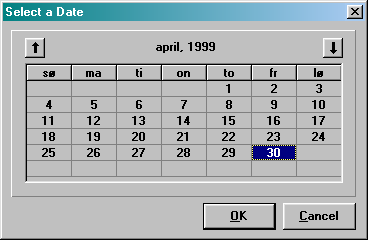 Select a Date
april, 1999
sø ma ti on to fr lø
1 2 3
4 5 6 7 8 9 10
11 12 13 14 15 16 17
18 19 20 21 22 23 24
25 26 27 28 29 30
OK Cancel